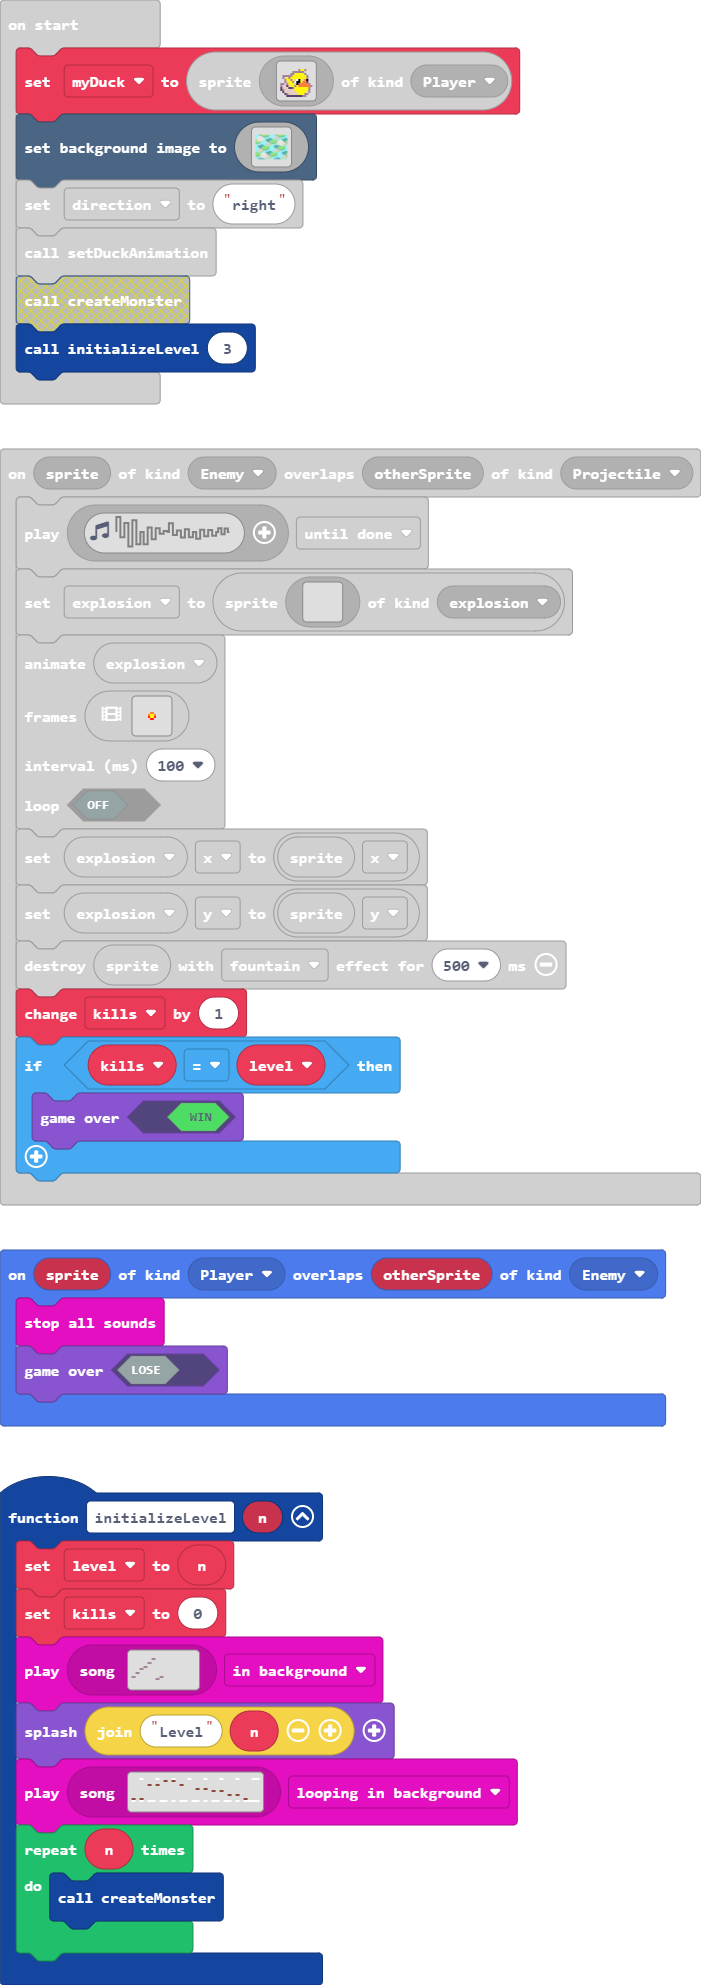 on start
set myDuck to sprite of kind Player
set background image to
set direction to "right"
call setDuckAnimation
call createMonster
call initializeLevel 3
on sprite of kind Enemy overlaps otherSprite of kind Projectile
play until done
set explosion to sprite of kind explosion
animate explosion
frames
interval (ms) 100
loop OFF
set explosion x to sprite x
set explosion y to sprite y
destroy sprite with fountain effect for 500 ms
change kills by 1
if kills = level then
game over WIN
on sprite of kind Player overlaps otherSprite of kind Enemy
stop all sounds
game over LOSE
function initializeLevel n
set level to n
set kills to 0
play song in background
splash join "Level" n
play song looping in background
repeat n times
do call createMonster